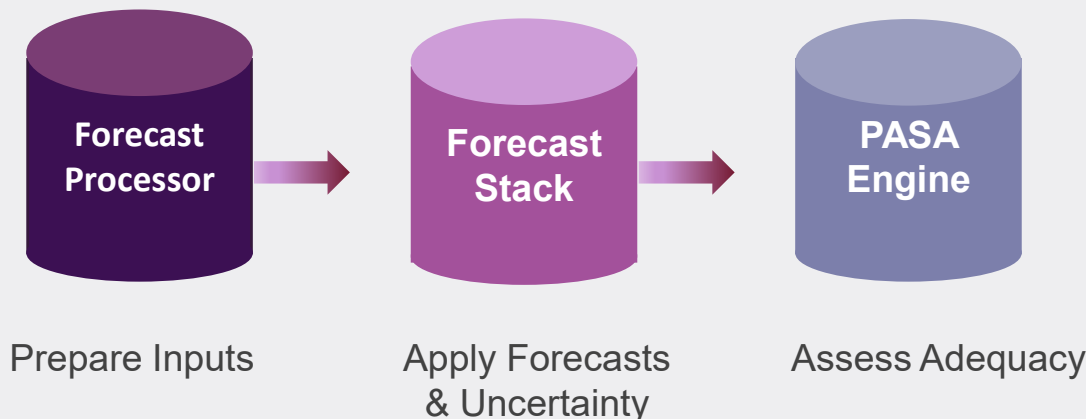 Forecast
Processor
Forecast
Stack
PASA
Engine
Prepare Inputs
Apply Forecasts
& Uncertainty
Assess Adequacy